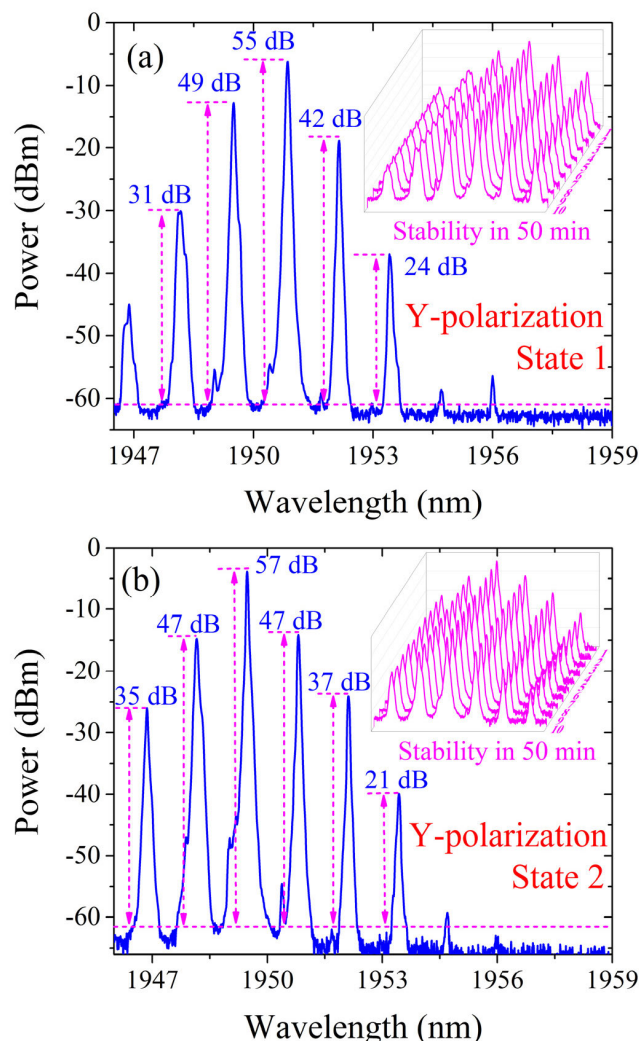 (a)
55 dB
49 dB
42 dB
31 dB
24 dB
Stability in 50 min
Y-polarization
State 1
Power (dBm)
0
-10
-20
-30
-40
-50
-60
1947
1950
1953
1956
1959
Wavelength (nm)
(b)
57 dB
47 dB
47 dB
35 dB
37 dB
21 dB
Stability in 50 min
Y-polarization
State 2
Power (dBm)
0
-10
-20
-30
-40
-50
-60
1947
1950
1953
1956
1959
Wavelength (nm)